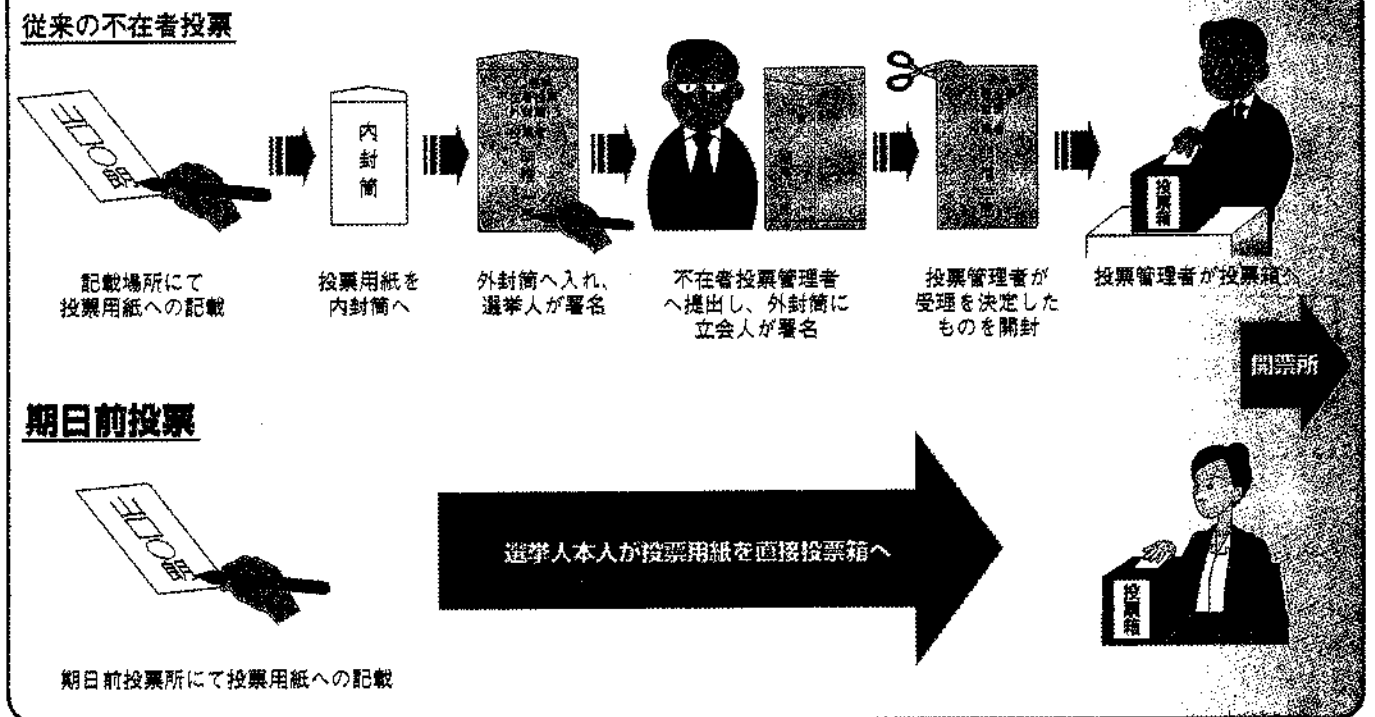 従来の不在者投票
内封筒
投票箱
記載場所にて
投票用紙への記載
投票用紙を
内封筒へ
外封筒へ入れ、
選挙人が署名
不在者投票管理者
へ提出し、外封筒に
立会人が署名
投票管理者が
受理を決定した
ものを開封
投票管理者が投票箱へ
開票所
期日前投票
選挙人本人が投票用紙を直接投票箱へ
投票箱
期日前投票所にて投票用紙への記載